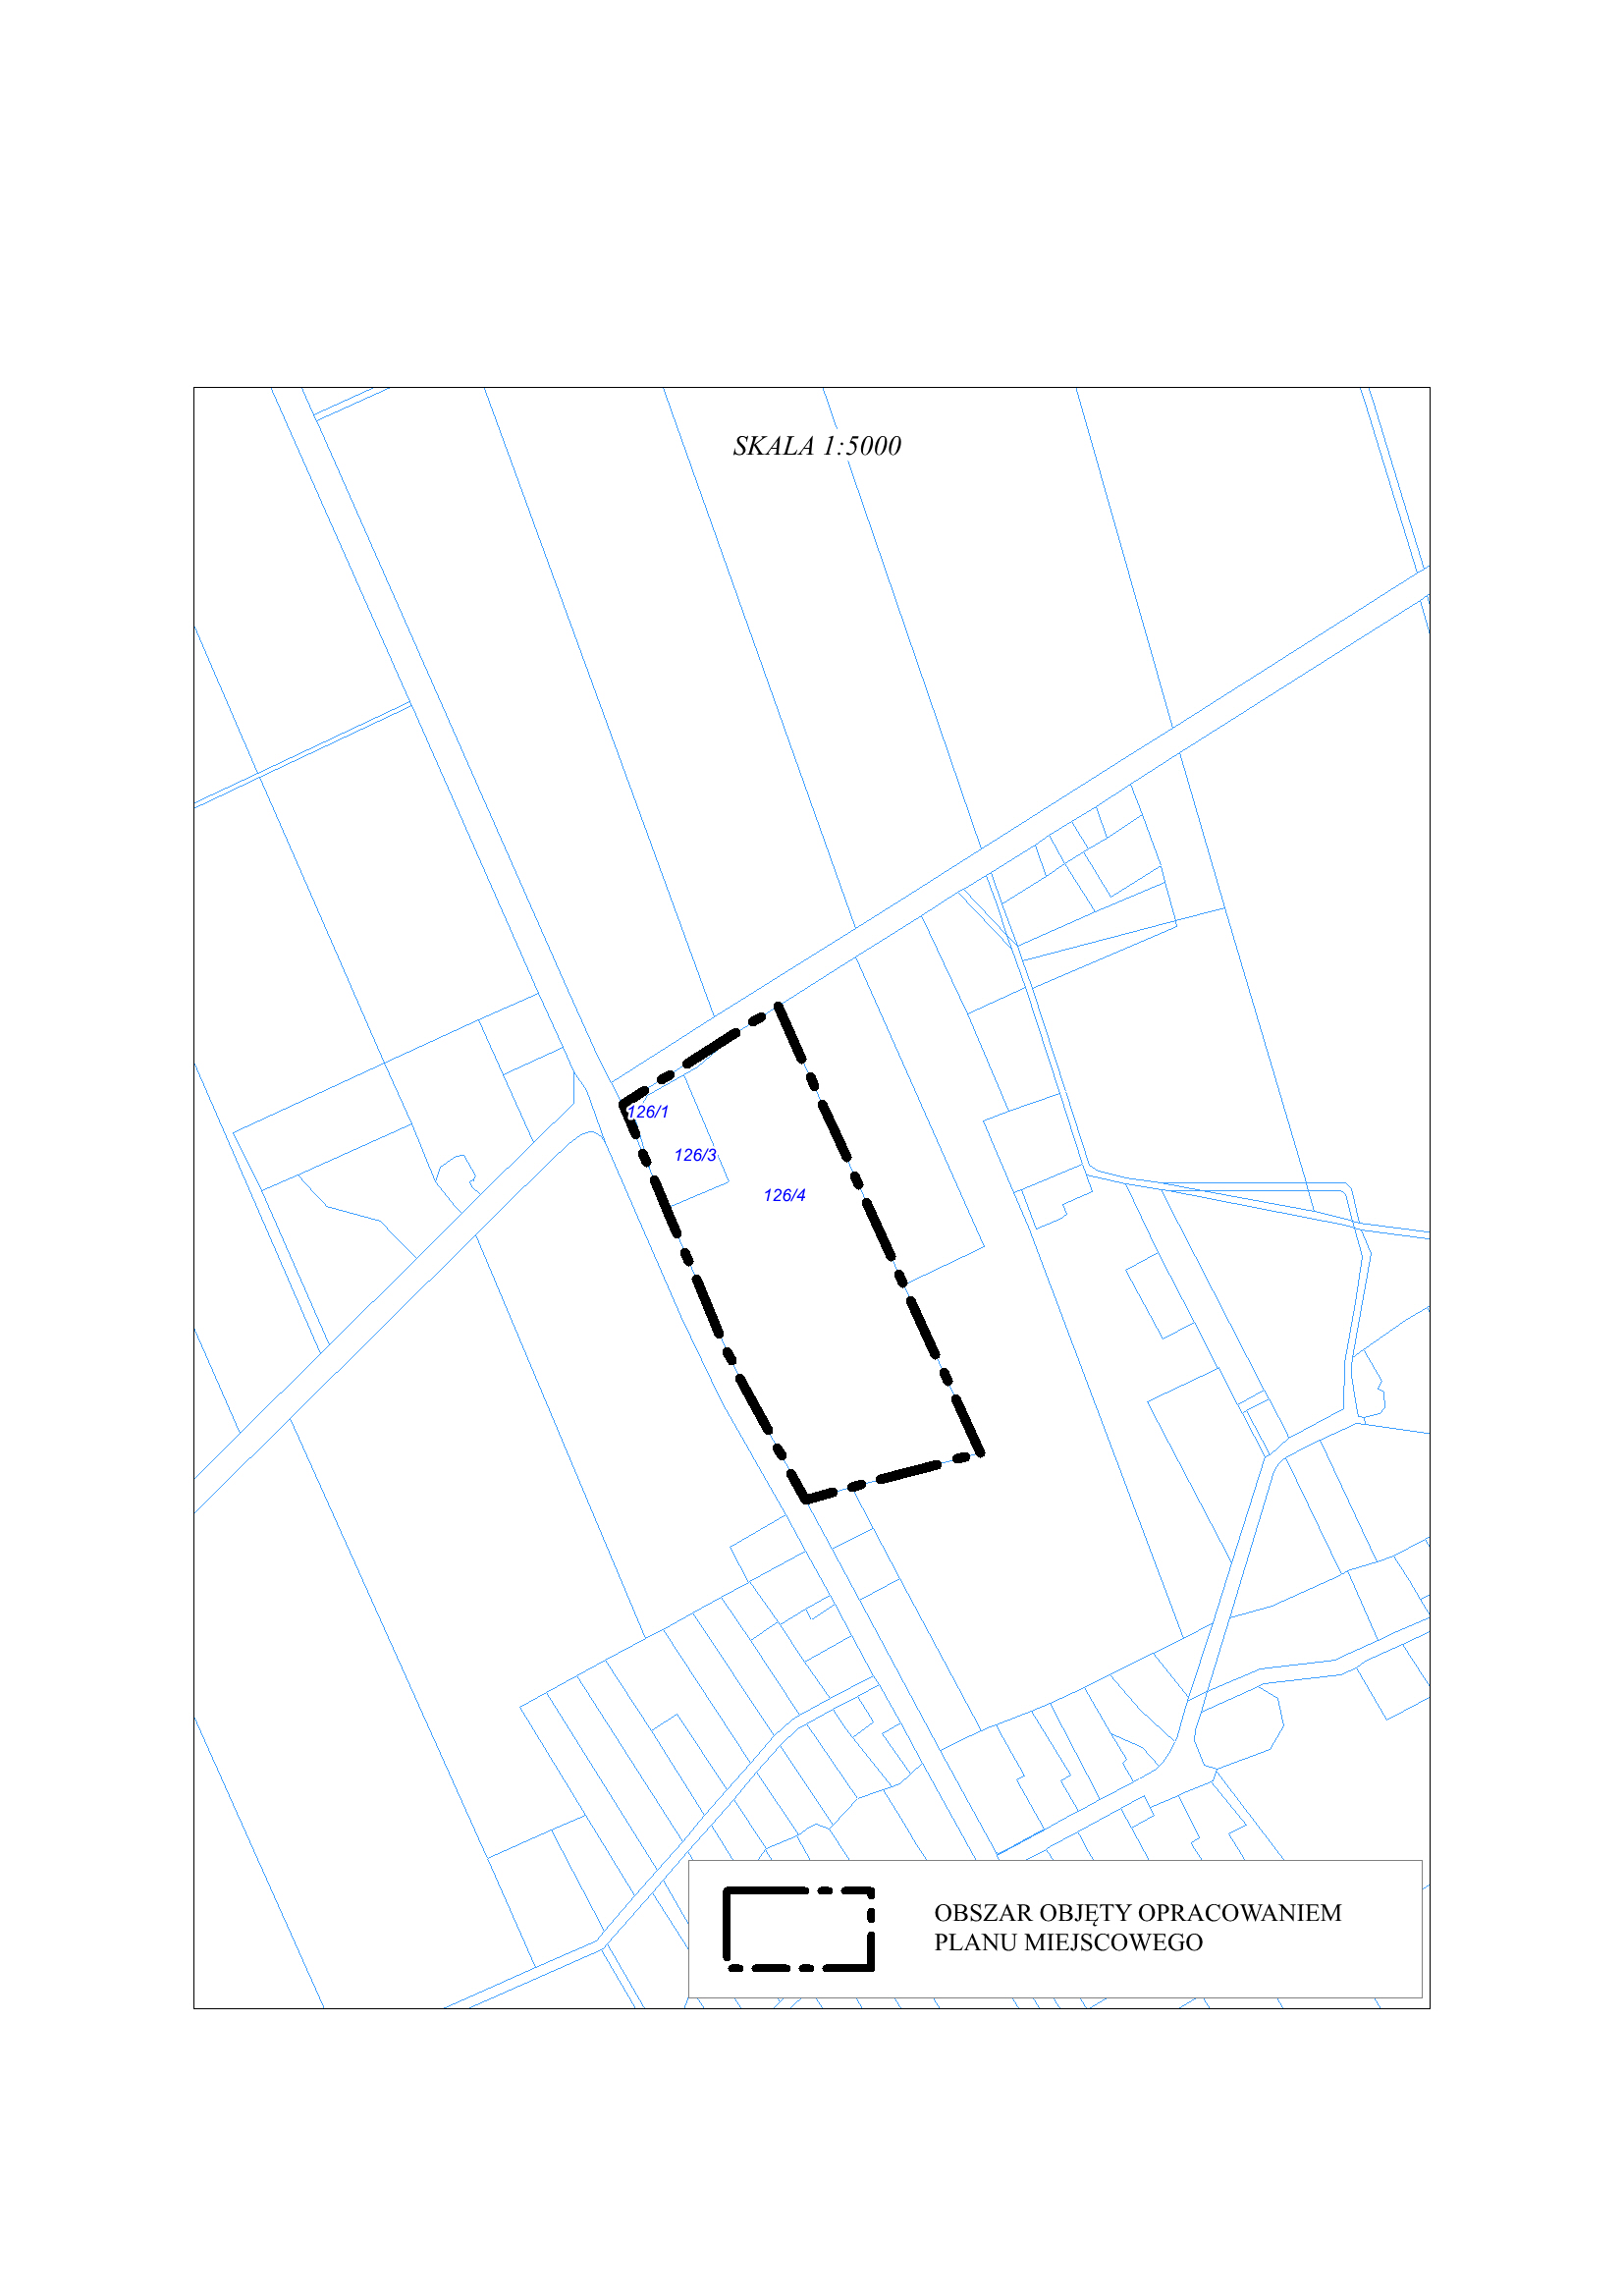 SKALA 1:5000
126/1
126/3
126/4
OBSZAR OBJĘTY OPRACOWANIEM
PLANU MIEJSCOWEGO